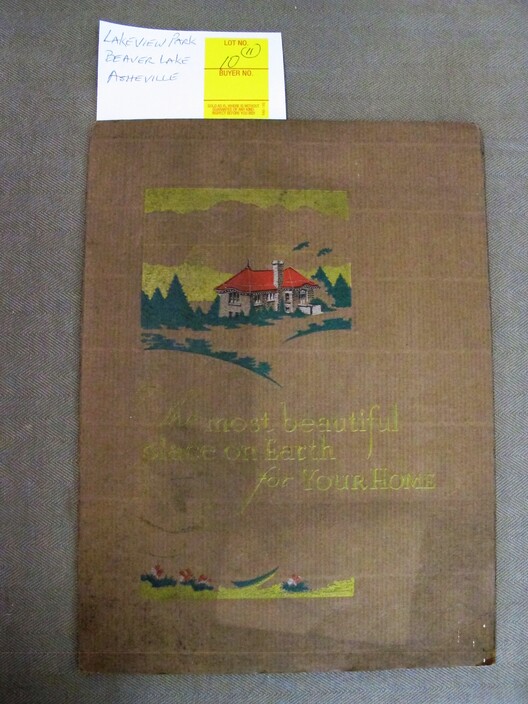 LAKEVIEW PARK
BEAVER LAKE
ASHEVILLE
LOT NO.
10 11
BUYER NO.
The most beautiful
place on Earth
for YOUR HOME